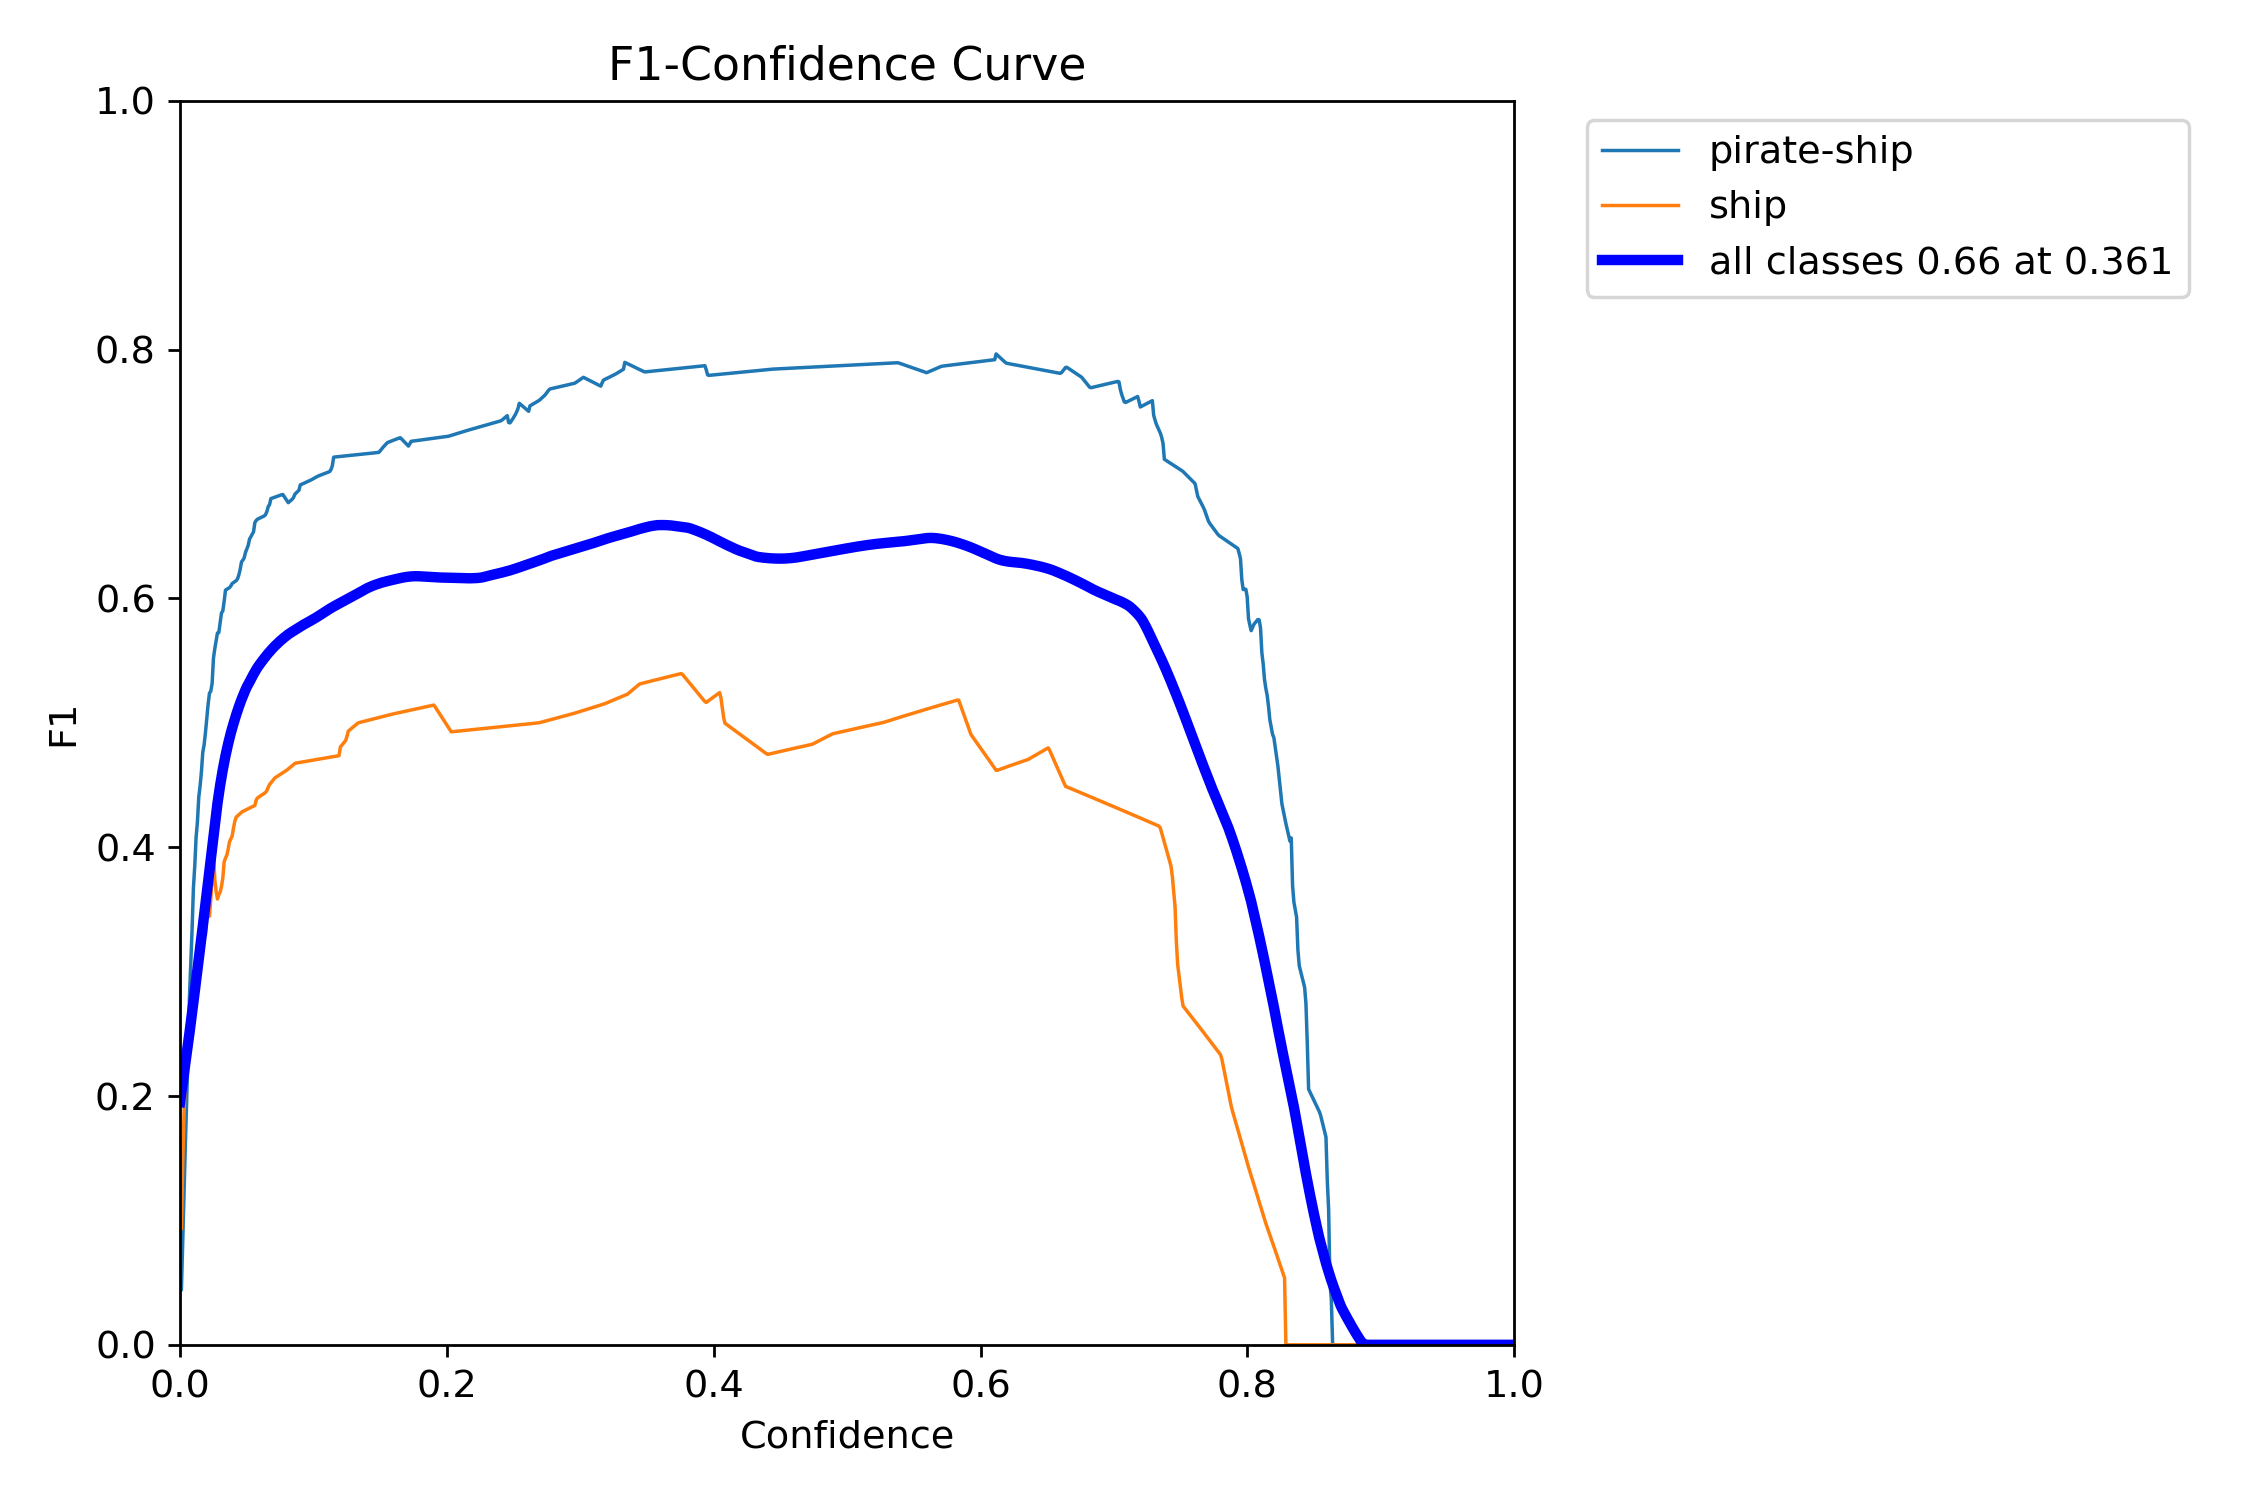 F1-Confidence Curve
1.0
0.8
0.6
0.4
0.2
0.0
F1
0.0 0.2 0.4 0.6 0.8 1.0
Confidence
pirate-ship
ship
all classes 0.66 at 0.361